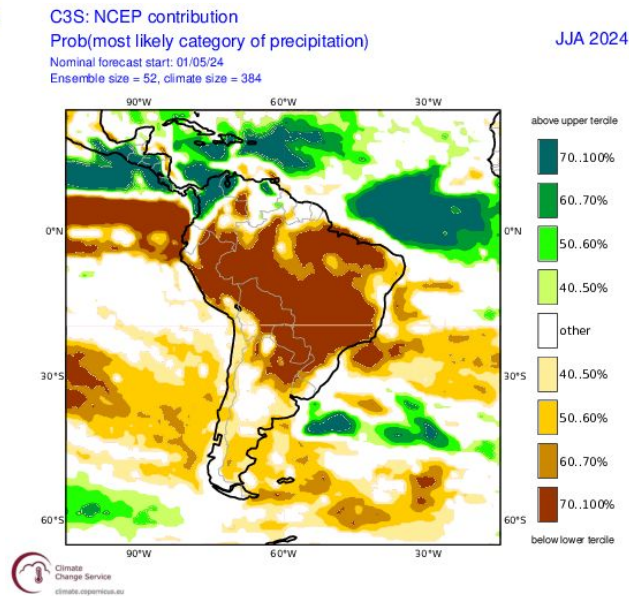 C3S: NCEP contribution
Prob(most likely category of precipitation)
JJA 2024
Nominal forecast start: 01/05/24
Ensemble size = 52, climate size = 384
90°W 60°W 30°W
above upper tercile
70..100%
60..70%
50..60%
40..50%
other
40..50%
50..60%
60..70%
70..100%
below lower tercile
0°N 0°N
30°S 30°S
60°S 60°S
90°W 60°W 30°W
Climate
Change Service
climate.copernicus.eu